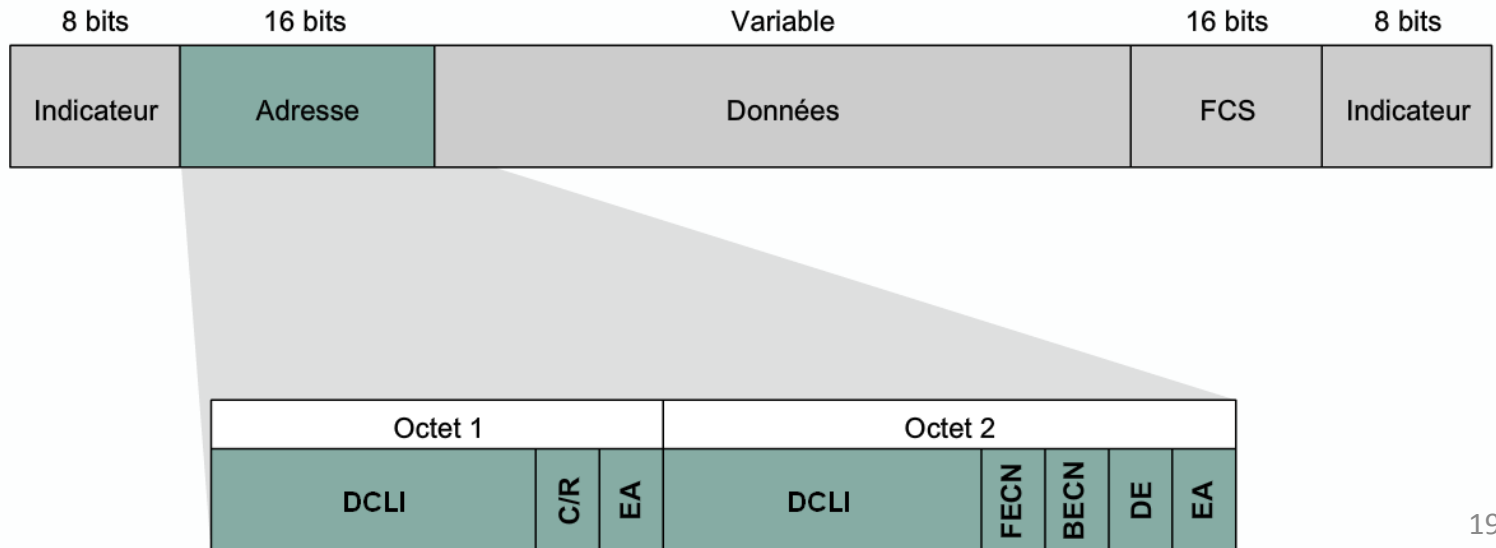 8 bits 16 bits Variable 16 bits 8 bits
Indicateur Adresse Données FCS Indicateur
Octet 1 Octet 2
DCLI C/R EA DCLI FECN BECN DE EA
19